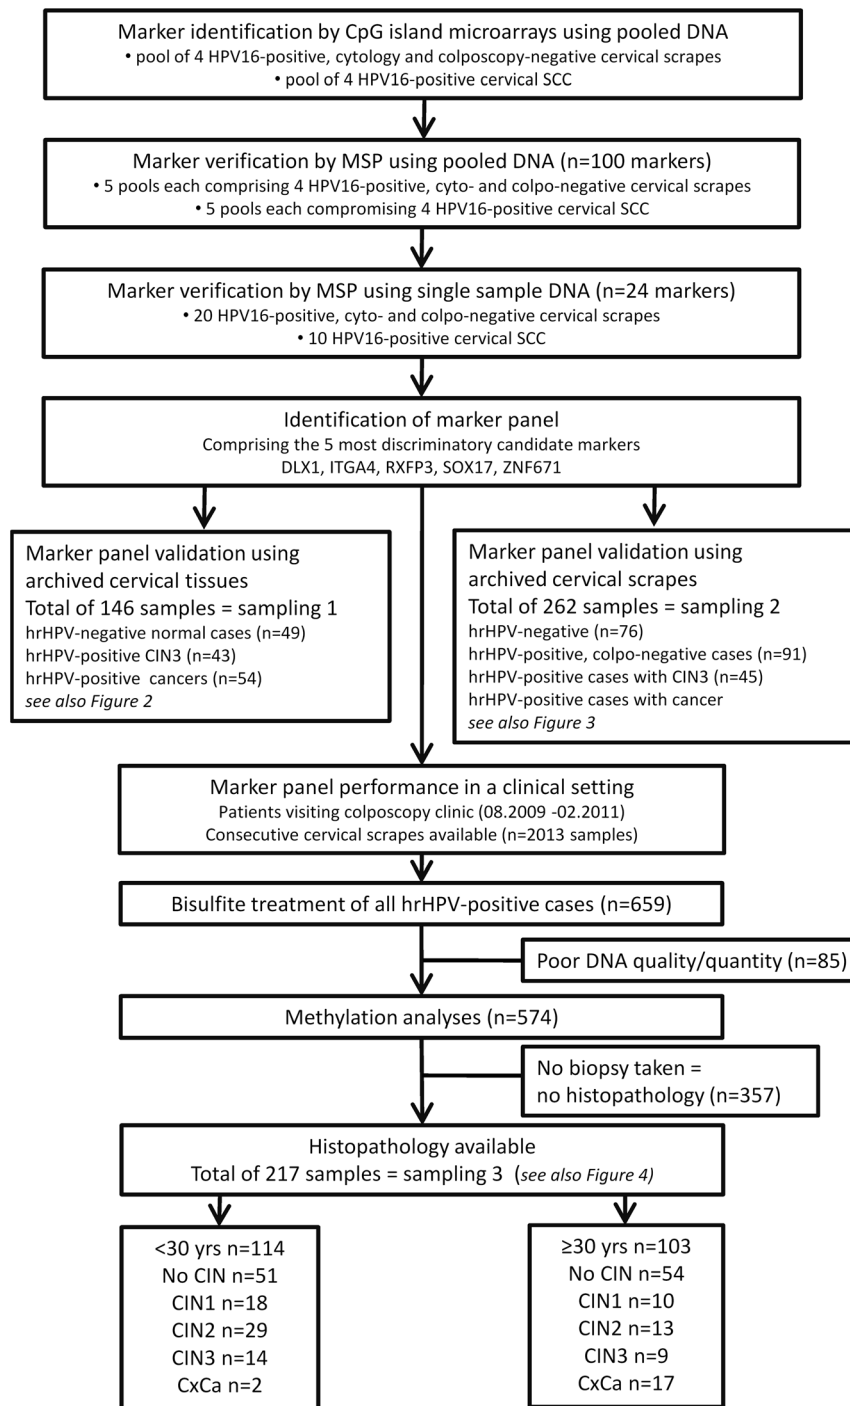 Marker identification by CpG island microarrays using pooled DNA
• pool of 4 HPV16-positive, cytology and colposcopy-negative cervical scrapes
• pool of 4 HPV16-positive cervical SCC
Marker verification by MSP using pooled DNA (n=100 markers)
• 5 pools each comprising 4 HPV16-positive, cyto- and colpo-negative cervical scrapes
• 5 pools each compromising 4 HPV16-positive cervical SCC
Marker verification by MSP using single sample DNA (n=24 markers)
• 20 HPV16-positive, cyto- and colpo-negative cervical scrapes
• 10 HPV16-positive cervical SCC
Identification of marker panel
Comprising the 5 most discriminatory candidate markers
DLX1, ITGA4, RXFP3, SOX17, ZNF671
Marker panel validation using
archived cervical tissues
Total of 146 samples = sampling 1
hrHPV-negative normal cases (n=49)
hrHPV-positive CIN3 (n=43)
hrHPV-positive cancers (n=54)
see also Figure 2
Marker panel validation using
archived cervical scrapes
Total of 262 samples = sampling 2
hrHPV-negative (n=76)
hrHPV-positive, colpo-negative cases (n=91)
hrHPV-positive cases with CIN3 (n=45)
hrHPV-positive cases with cancer
see also Figure 3
Marker panel performance in a clinical setting
Patients visiting colposcopy clinic (08.2009 -02.2011)
Consecutive cervical scrapes available (n=2013 samples)
Bisulfite treatment of all hrHPV-positive cases (n=659)
Poor DNA quality/quantity (n=85)
Methylation analyses (n=574)
No biopsy taken =
no histopathology (n=357)
Histopathology available
Total of 217 samples = sampling 3 (see also Figure 4)
<30 yrs n=114
No CIN n=51
CIN1 n=18
CIN2 n=29
CIN3 n=14
CxCa n=2
≥30 yrs n=103
No CIN n=54
CIN1 n=10
CIN2 n=13
CIN3 n=9
CxCa n=17